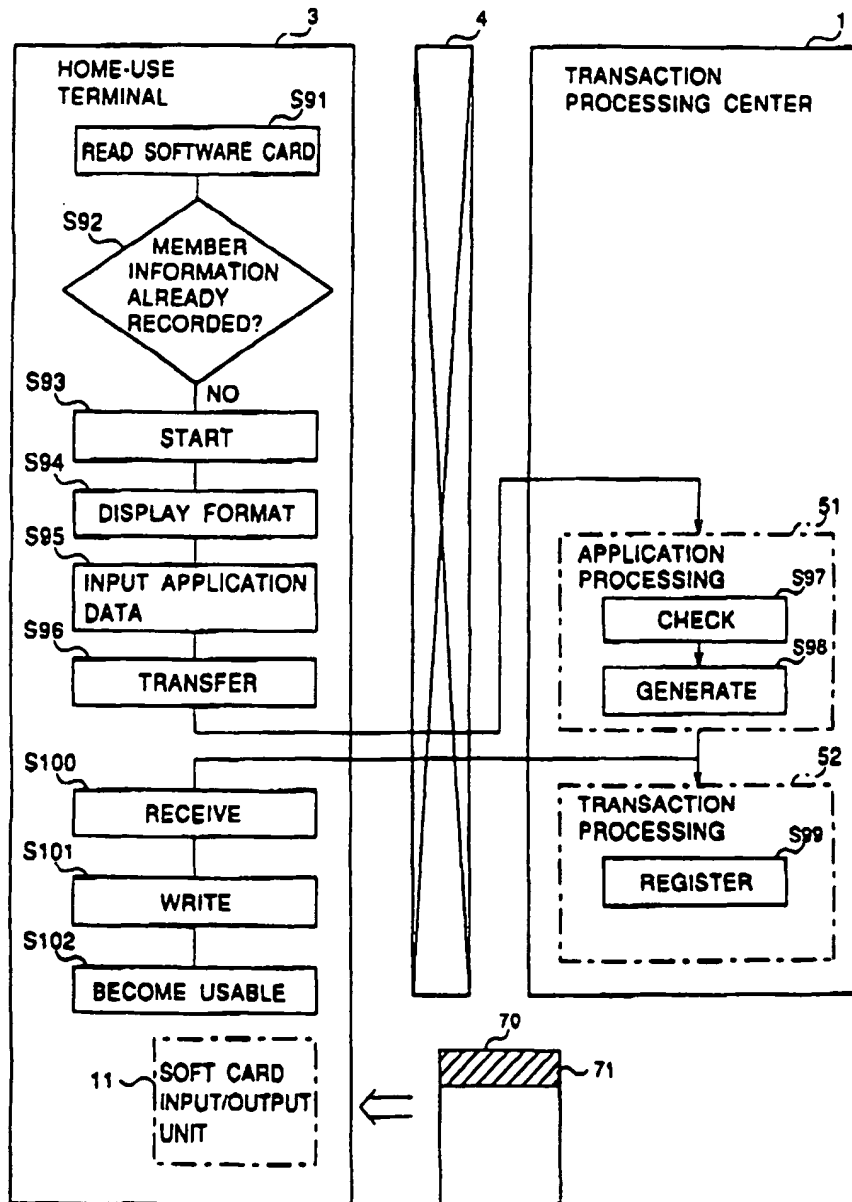 3
4
1
HOME-USE
TERMINAL
TRANSACTION
PROCESSING CENTER
S91
READ SOFTWARE CARD
S92
MEMBER
INFORMATION
ALREADY
RECORDED?
NO
S93
START
S94
DISPLAY FORMAT
S95
INPUT APPLICATION
DATA
S96
TRANSFER
51
APPLICATION
PROCESSING
S97
CHECK
S98
GENERATE
52
TRANSACTION
PROCESSING
S99
REGISTER
S100
RECEIVE
S101
WRITE
S102
BECOME USABLE
11
SOFT CARD
INPUT/OUTPUT
UNIT
70
71